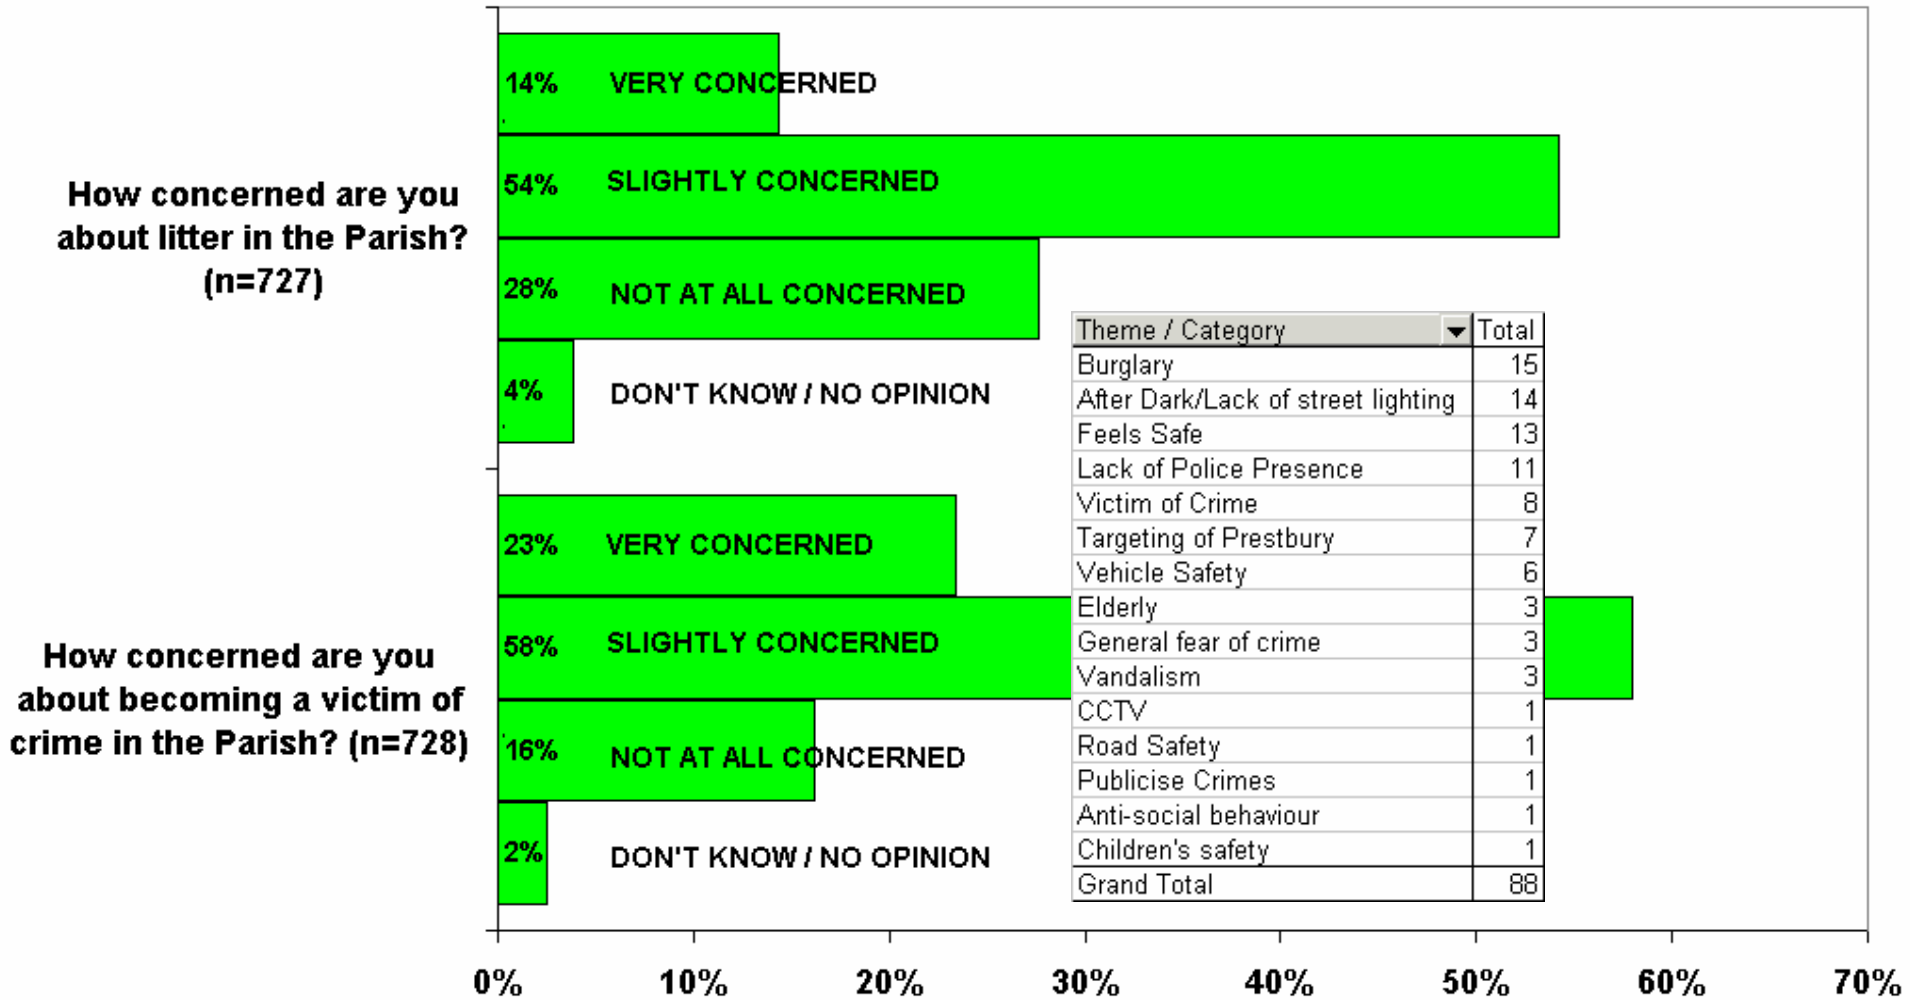 14% VERY CONCERNED
54% SLIGHTLY CONCERNED
How concerned are you
about litter in the Parish?
(n=727)
28% NOT AT ALL CONCERNED
4% DON'T KNOW / NO OPINION
23% VERY CONCERNED
58% SLIGHTLY CONCERNED
How concerned are you
about becoming a victim of
crime in the Parish? (n=728)
16% NOT AT ALL CONCERNED
2% DON'T KNOW / NO OPINION
Theme / Category Total
Burglary 15
After Dark/Lack of street lighting 14
Feels Safe 13
Lack of Police Presence 11
Victim of Crime 8
Targeting of Prestbury 7
Vehicle Safety 6
Elderly 3
General fear of crime 3
Vandalism 3
CCTV 1
Road Safety 1
Publicise Crimes 1
Anti-social behaviour 1
Children's safety 1
Grand Total 88
0% 10% 20% 30% 40% 50% 60% 70%